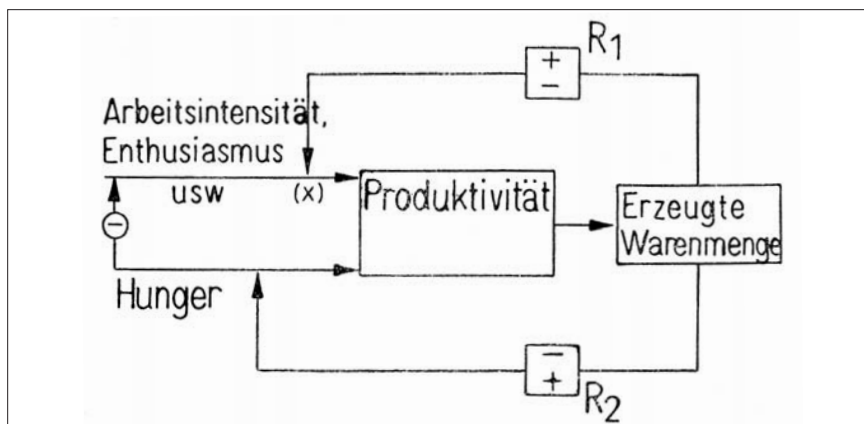 R1
+
−
Arbeitsintensität,
Enthusiasmus
usw
(x)
Produktivität
Erzeugte
Warenmenge
−
Hunger
−
+
R2